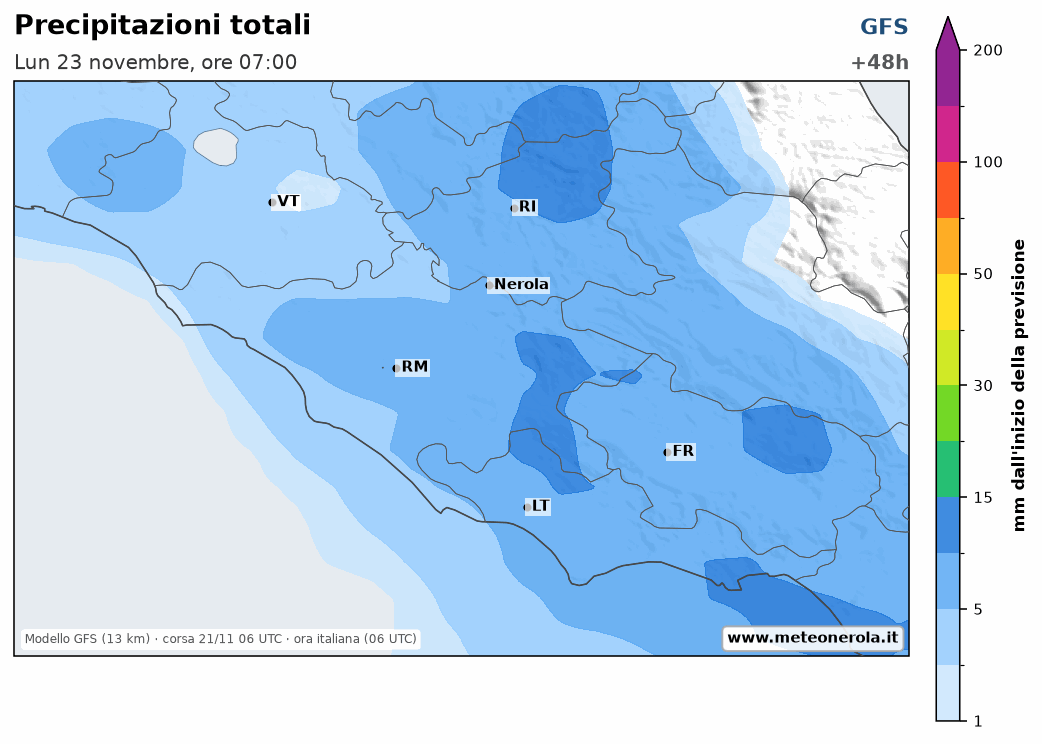 Precipitazioni totali
GFS
Lun 23 novembre, ore 07:00
+48h
VT
RI
Nerola
RM
FR
LT
Modello GFS (13 km) · corsa 21/11 06 UTC · ora italiana (06 UTC)
www.meteonerola.it
200
100
50
30
15
5
1
mm dall'inizio della previsione